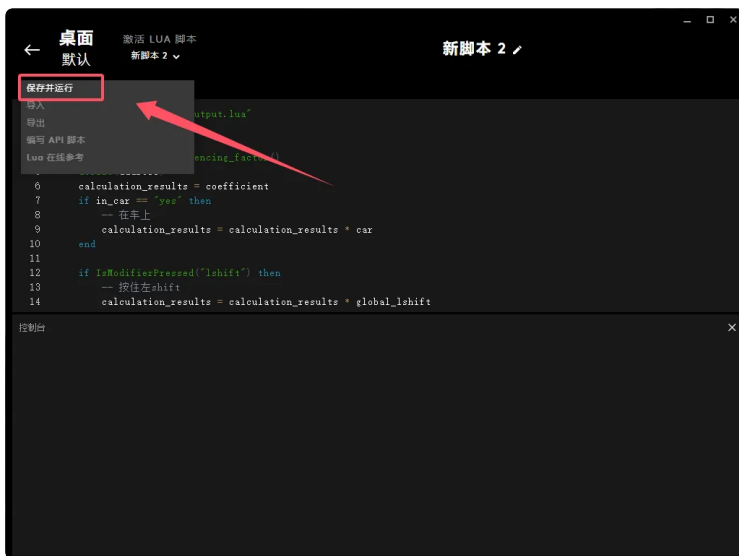 桌面
默认
激活 LUA 脚本
新脚本 2
新脚本 2
保存并运行
导入
导出
编写 API 脚本
Lua 在线参考
utput.lua"
encing_factor()
6 calculation_results = coefficient
7 if in_car == "yes" then
8 -- 在车上
9 calculation_results = calculation_results * car
10 end
11
12 if IsModifierPressed("lshift") then
13 -- 按住左shift
14 calculation_results = calculation_results * global_lshift
控制台